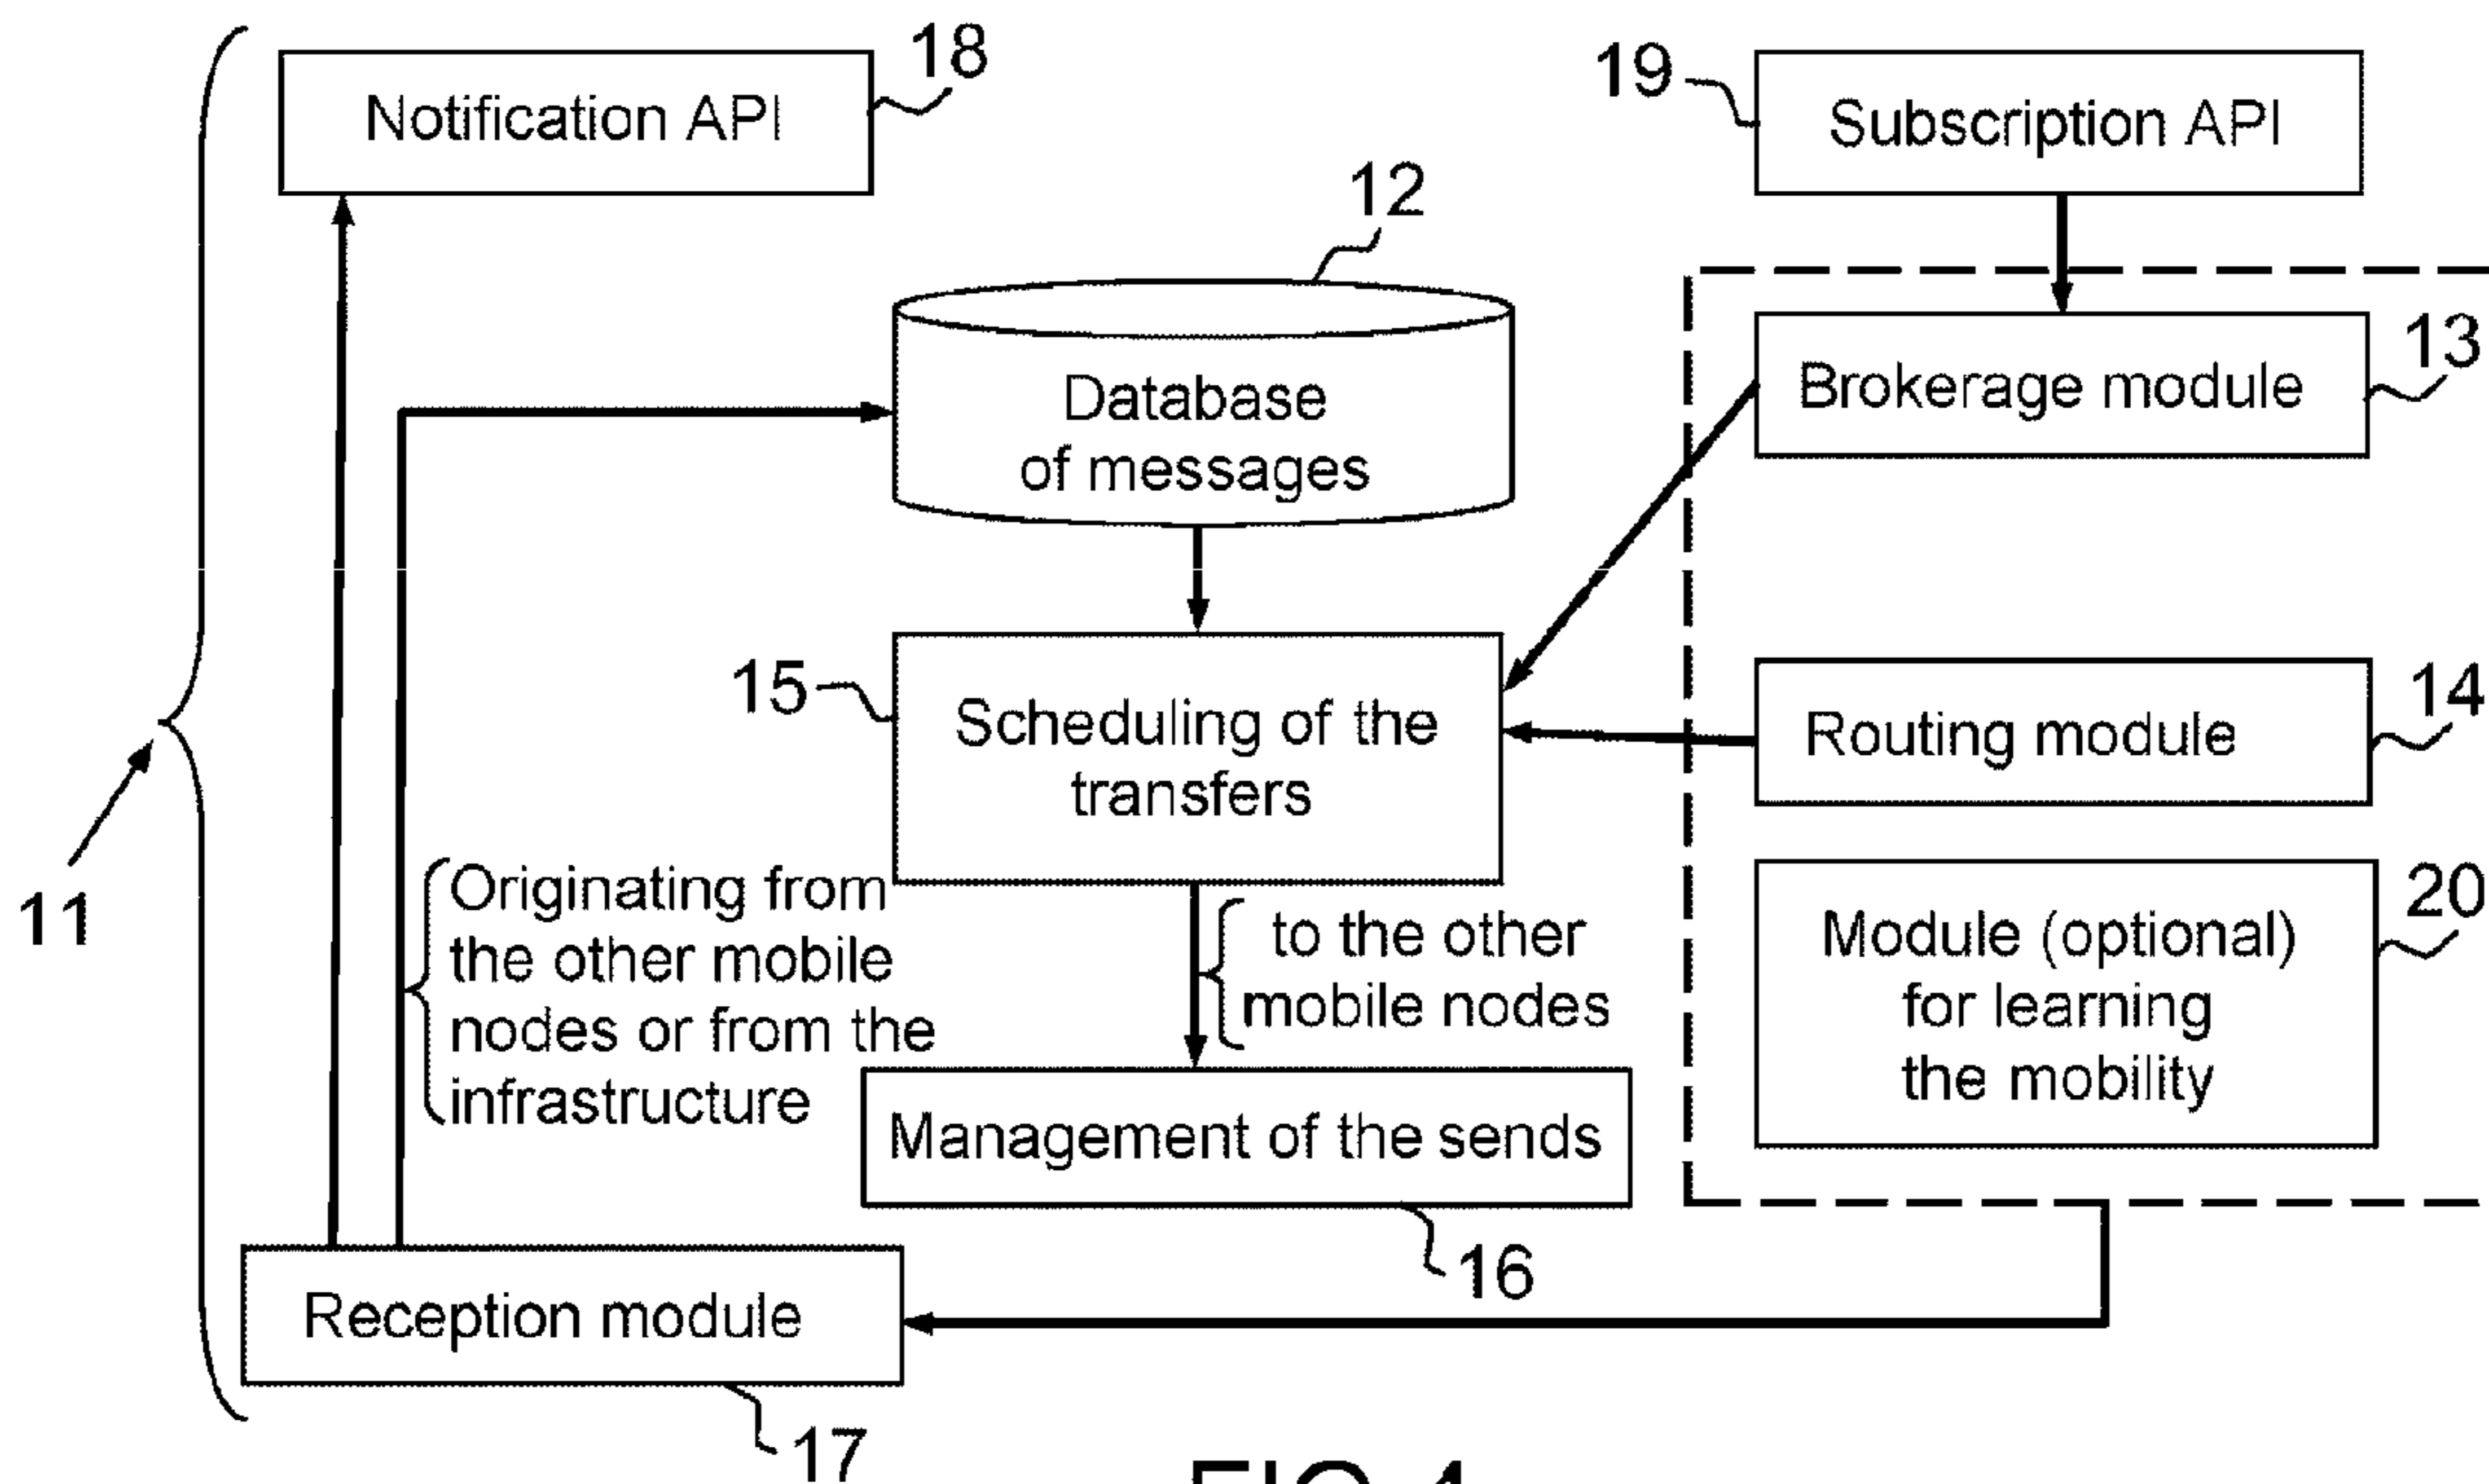 18
Notification API
19
Subscription API
12
Database
of messages
13
Brokerage module
15
Scheduling of the
transfers
14
Routing module
11
Originating from
the other mobile
nodes or from the
infrastructure
to the other
mobile nodes
20
Module (optional)
for learning
the mobility
Management of the sends
16
Reception module
17